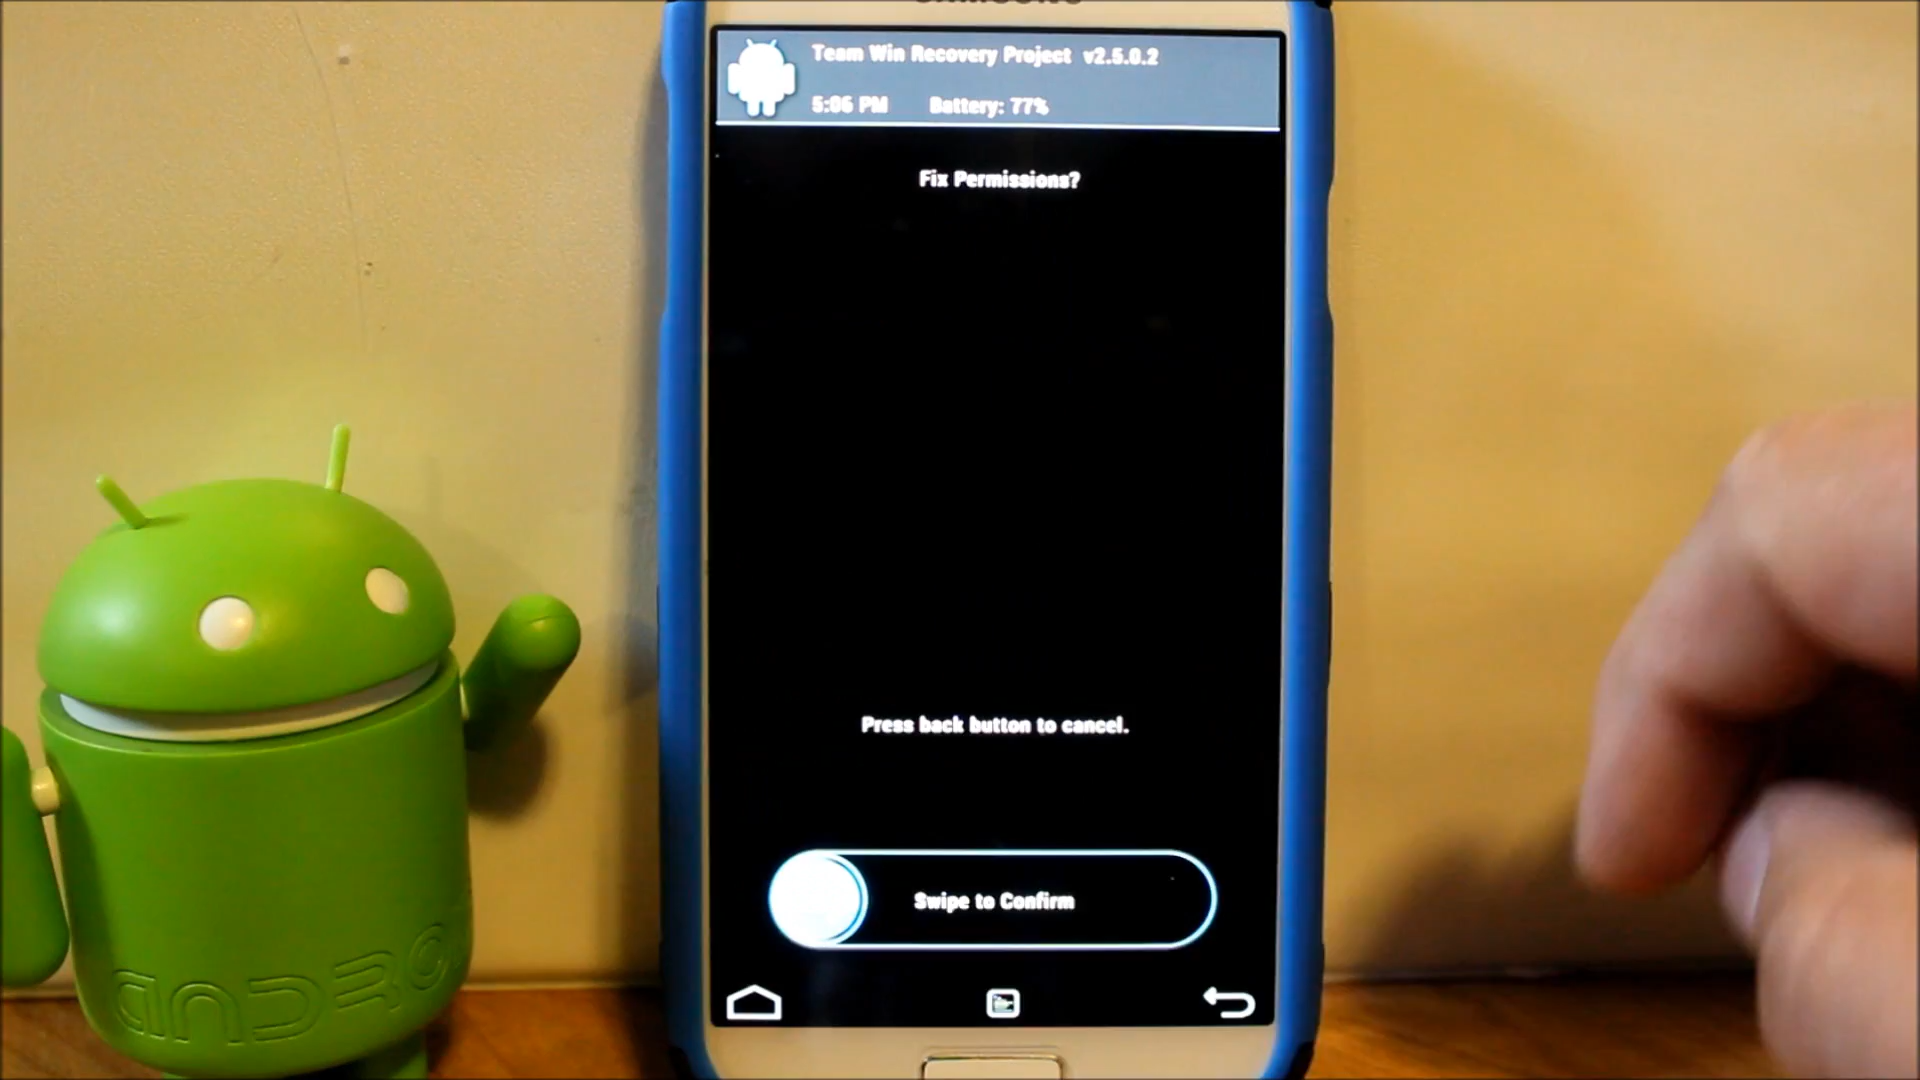 SAMSUNG
Team Win Recovery Project v2.5.0.2
5:06 PM Battery: 77%
Fix Permissions?
Press back button to cancel.
Swipe to Confirm